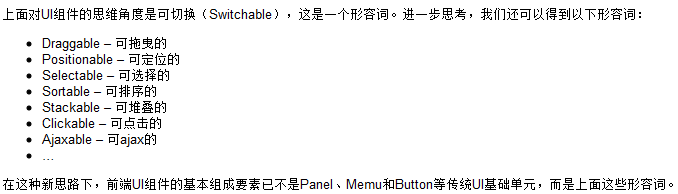 上面对UI组件的思维角度是可切换（Switchable），这是一个形容词。进一步思考，我们还可以得到以下形容词：
• Draggable – 可拖曳的
• Positionable – 可定位的
• Selectable – 可选择的
• Sortable – 可排序的
• Stackable – 可堆叠的
• Clickable – 可点击的
• Ajaxable – 可ajax的
• …
在这种新思路下，前端UI组件的基本组成要素已不是Panel、Memu和Button等传统UI基础单元，而是上面这些形容词。